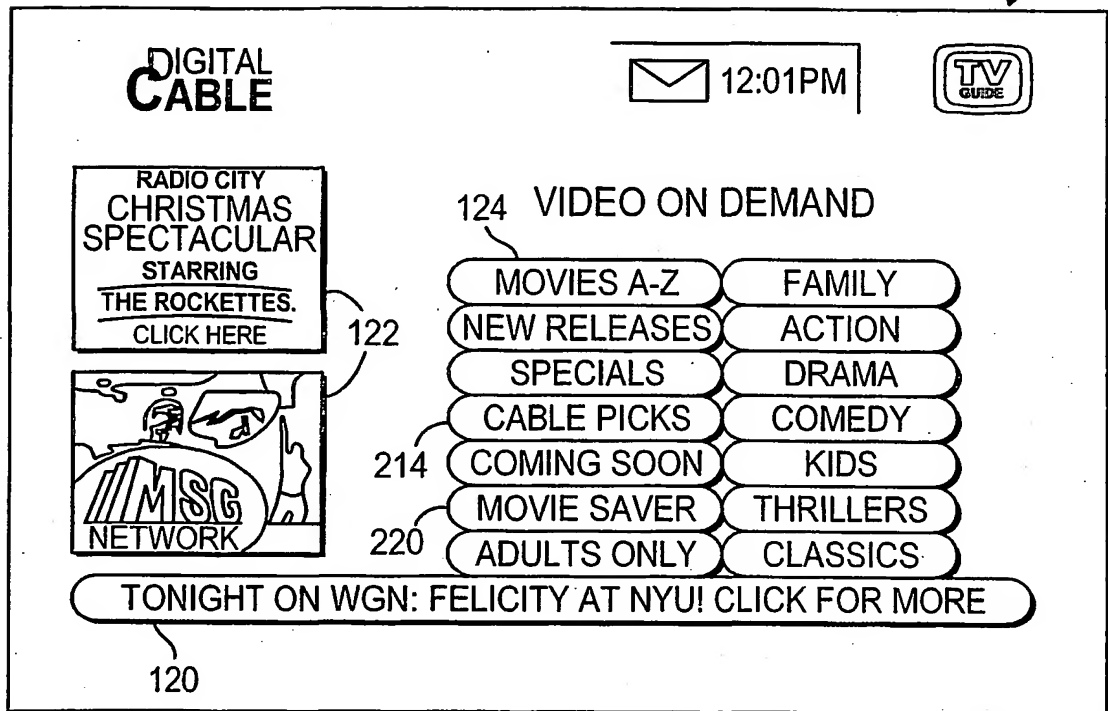 DIGITAL
CABLE
12:01PM
TV
GUIDE
RADIO CITY
CHRISTMAS
SPECTACULAR
STARRING
THE ROCKETTES.
CLICK HERE
122
MSG
NETWORK
124 VIDEO ON DEMAND
MOVIES A-Z FAMILY
NEW RELEASES ACTION
SPECIALS DRAMA
CABLE PICKS COMEDY
214 COMING SOON KIDS
MOVIE SAVER THRILLERS
220 ADULTS ONLY CLASSICS
TONIGHT ON WGN: FELICITY AT NYU! CLICK FOR MORE
120